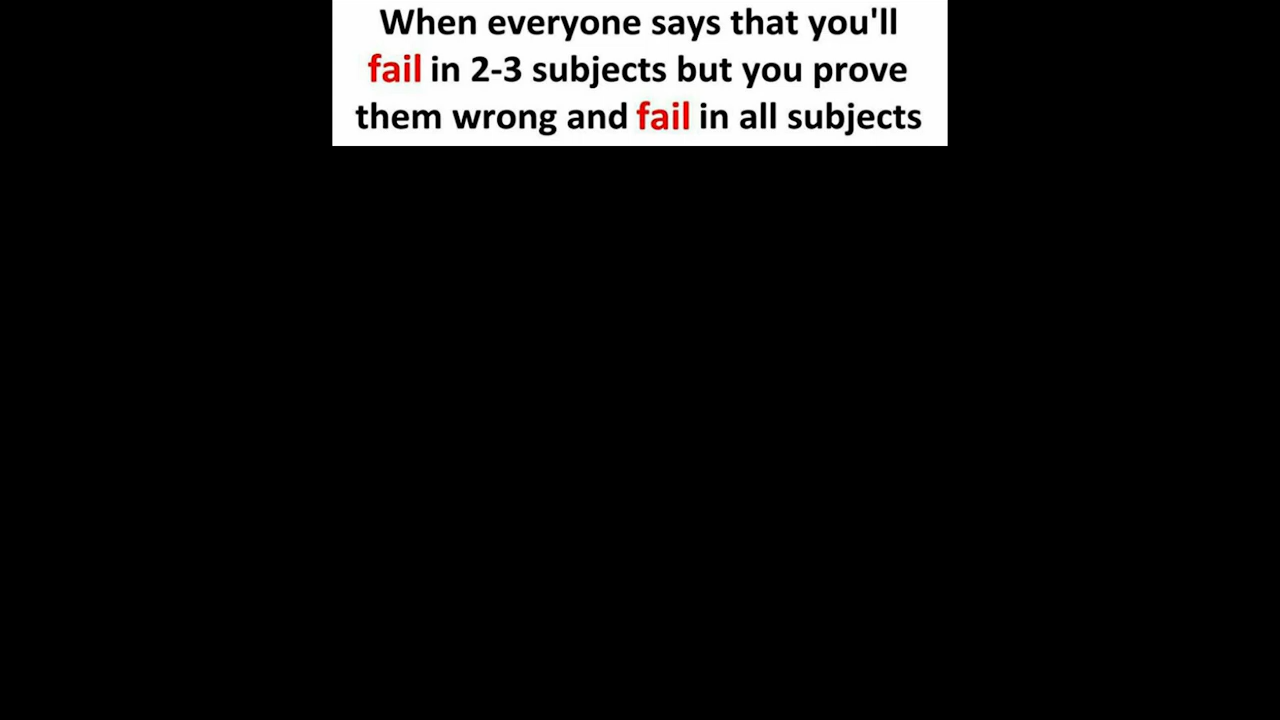 When everyone says that you'll
fail in 2-3 subjects but you prove
them wrong and fail in all subjects